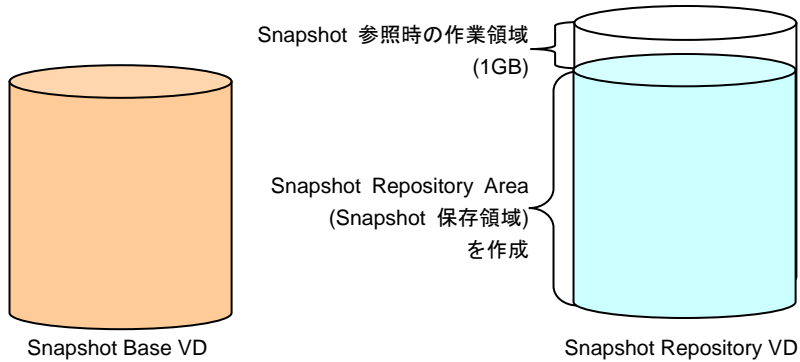 Snapshot 参照時の作業領域
(1GB)
Snapshot Repository Area
(Snapshot 保存領域)
を作成
Snapshot Base VD
Snapshot Repository VD